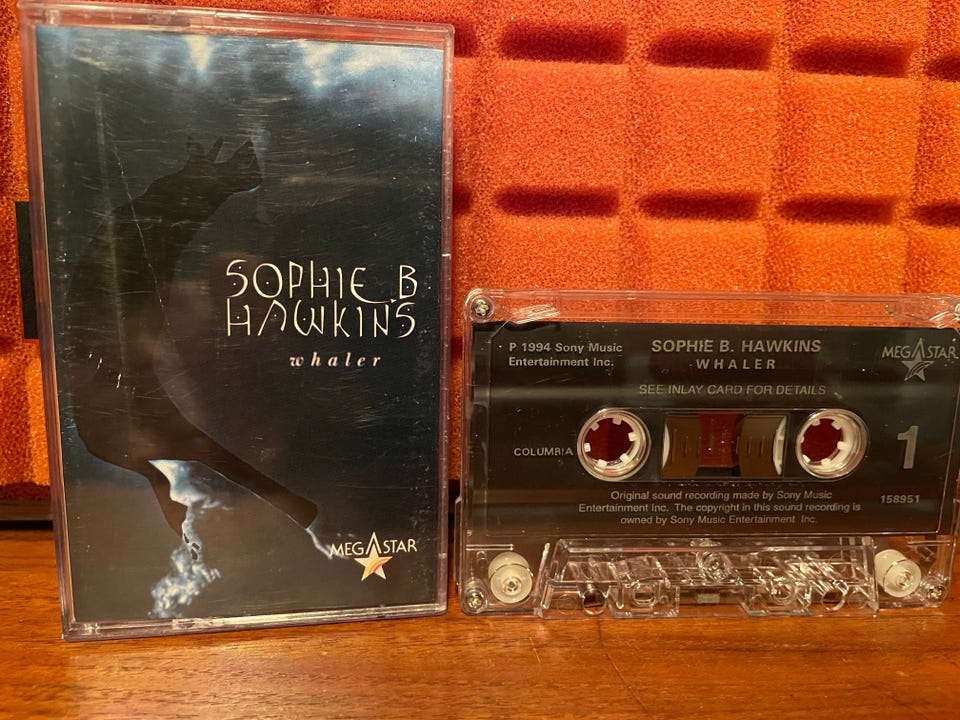 SOPHIE B.
HAWKINS
whaler
MEGASTAR
P 1994 Sony Music
Entertainment Inc.
SOPHIE B. HAWKINS
WHALER
MEGASTAR
SEE INLAY CARD FOR DETAILS
COLUMBIA
1
Original sound recording made by Sony Music
Entertainment Inc. The copyright in this sound recording is
owned by Sony Music Entertainment Inc.
158951